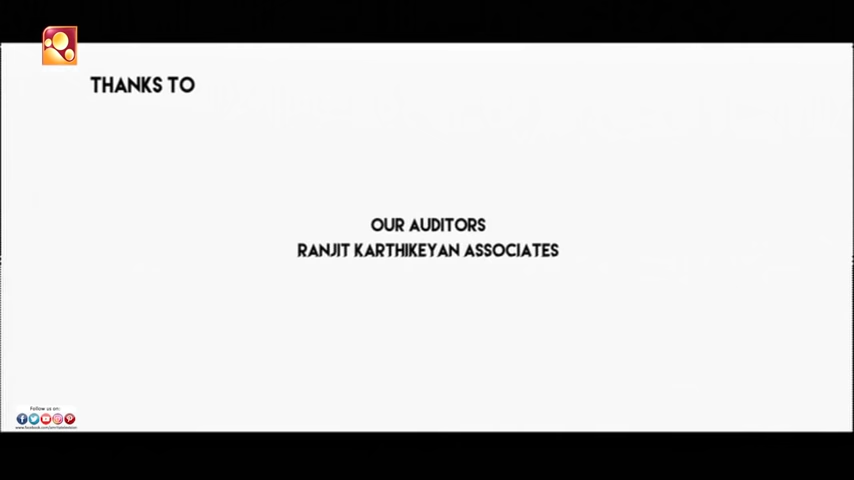 THANKS TO
OUR AUDITORS
RANJIT KARTHIKEYAN ASSOCIATES
Follow us on: